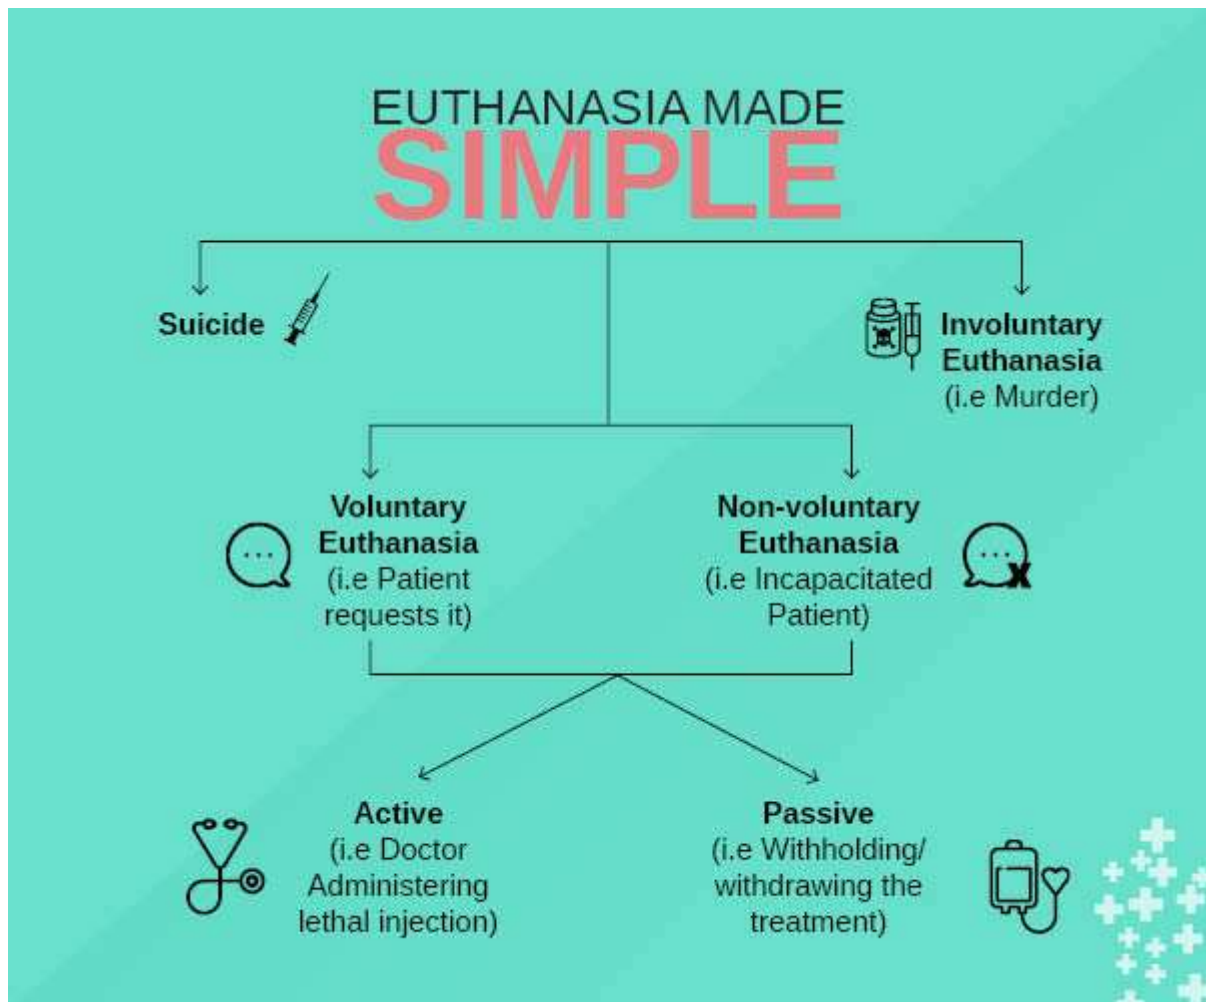 EUTHANASIA MADE
SIMPLE
Suicide
Involuntary
Euthanasia
(i.e Murder)
Voluntary
Euthanasia
(i.e Patient
requests it)
Non-voluntary
Euthanasia
(i.e Incapacitated
Patient)
Active
(i.e Doctor
Administering
lethal injection)
Passive
(i.e Withholding/
withdrawing the
treatment)